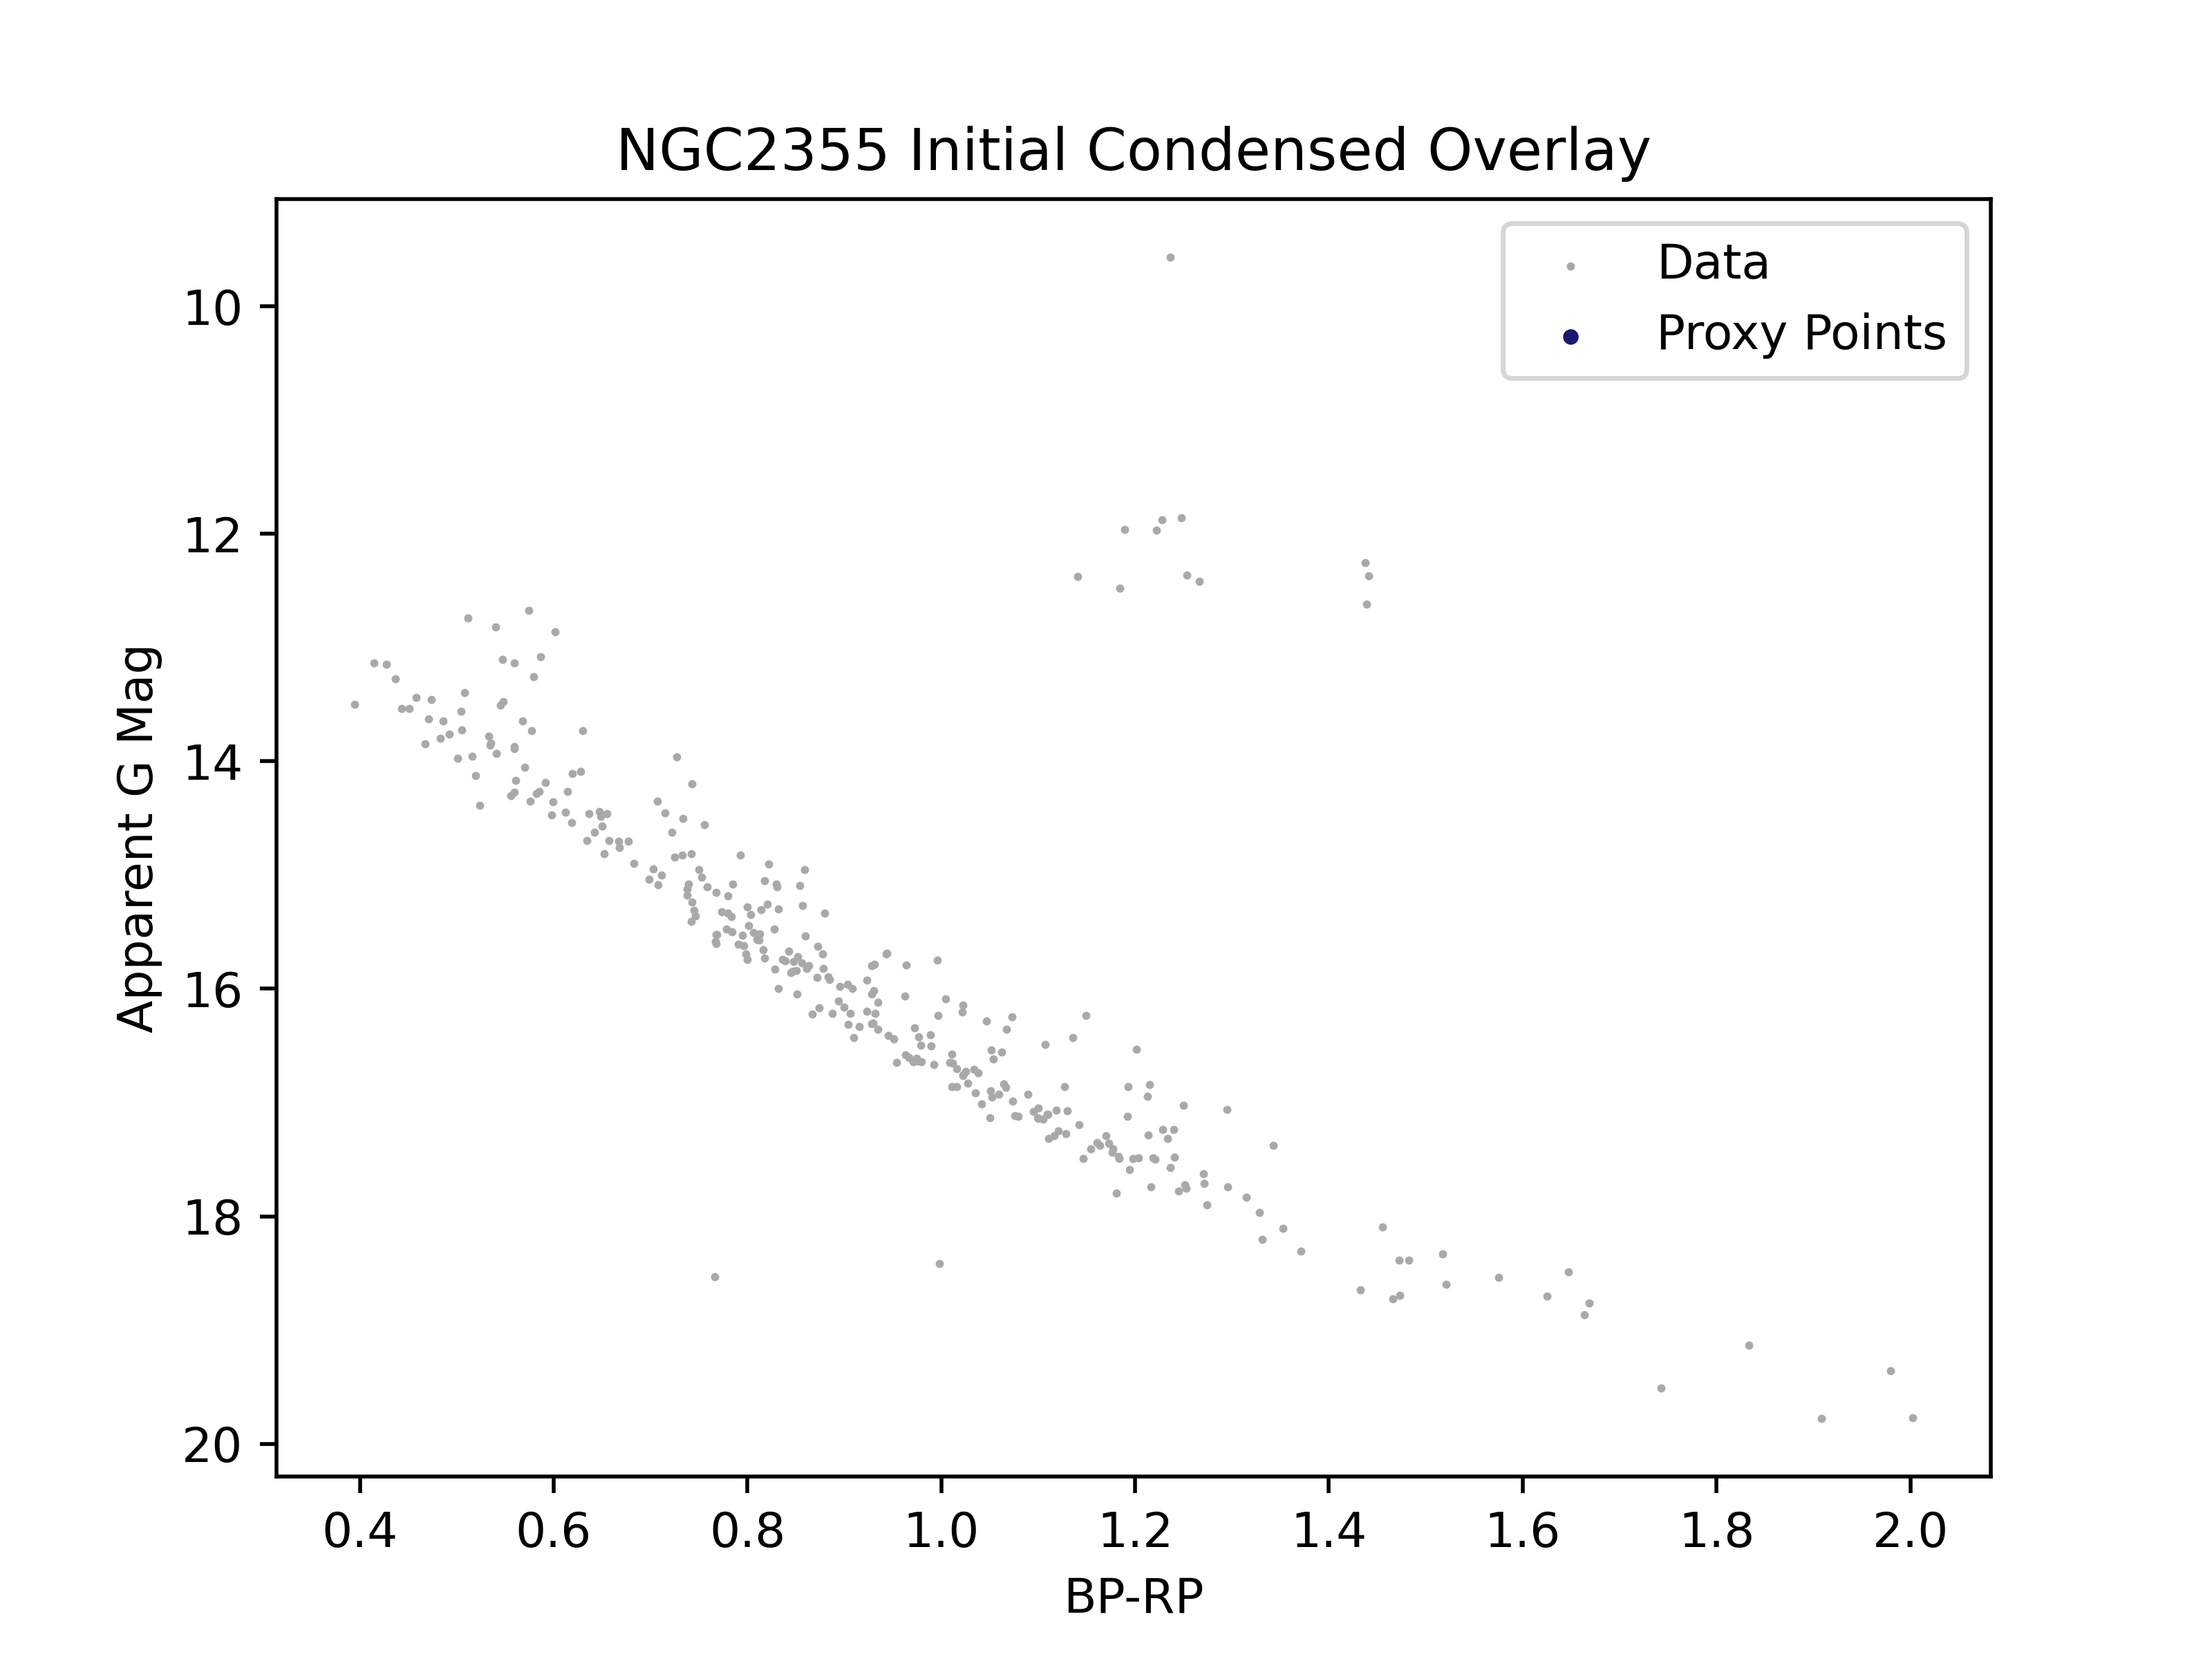 NGC2355 Initial Condensed Overlay
Data
Proxy Points
10
12
14
16
18
20
Apparent G Mag
0.4 0.6 0.8 1.0 1.2 1.4 1.6 1.8 2.0
BP-RP